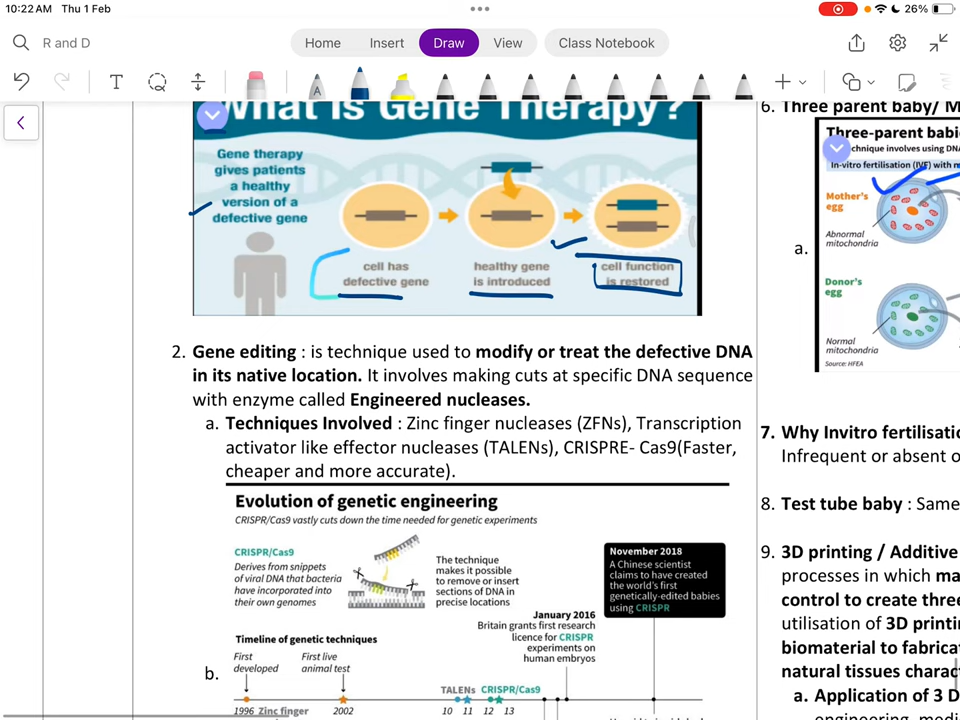 10:22 AM Thu 1 Feb
26%
R and D
Home Insert Draw View Class Notebook
T
A
What is Gene Therapy?
Gene therapy
gives patients
a healthy
version of a
defective gene
cell has
defective gene
healthy gene
is introduced
cell function
is restored
2. Gene editing : is technique used to modify or treat the defective DNA
in its native location. It involves making cuts at specific DNA sequence
with enzyme called Engineered nucleases.
a. Techniques Involved : Zinc finger nucleases (ZFNs), Transcription
activator like effector nucleases (TALENs), CRISPRE- Cas9(Faster,
cheaper and more accurate).
b.
Evolution of genetic engineering
CRISPR/Cas9 vastly cuts down the time needed for genetic experiments
CRISPR/Cas9
Derives from snippets
of viral DNA that bacteria
have incorporated into
their own genomes
The technique
makes it possible
to remove or insert
sections of DNA in
precise locations
November 2018
A Chinese scientist
claims to have created
the world's first
genetically-edited babies
using CRISPR
January 2016
Britain grants first research
licence for CRISPR
experiments on
human embryos
Timeline of genetic techniques
First
developed
First live
animal test
TALENs CRISPR/Cas9
1996 Zinc finger 2002 10 11 12 13
6. Three parent baby/ M
a.
Three-parent babi
chnique involves using DNA
In-vitro fertilisation (IVF) with m
Mother's
egg
Abnormal
mitochondria
Donor's
egg
Normal
mitochondria
Source: HFEA
7. Why Invitro fertilisatio
Infrequent or absent o
8. Test tube baby : Same
9. 3D printing / Additive
processes in which ma
control to create three
utilisation of 3D printin
biomaterial to fabricat
natural tissues charac
a. Application of 3 D
engineering, medi